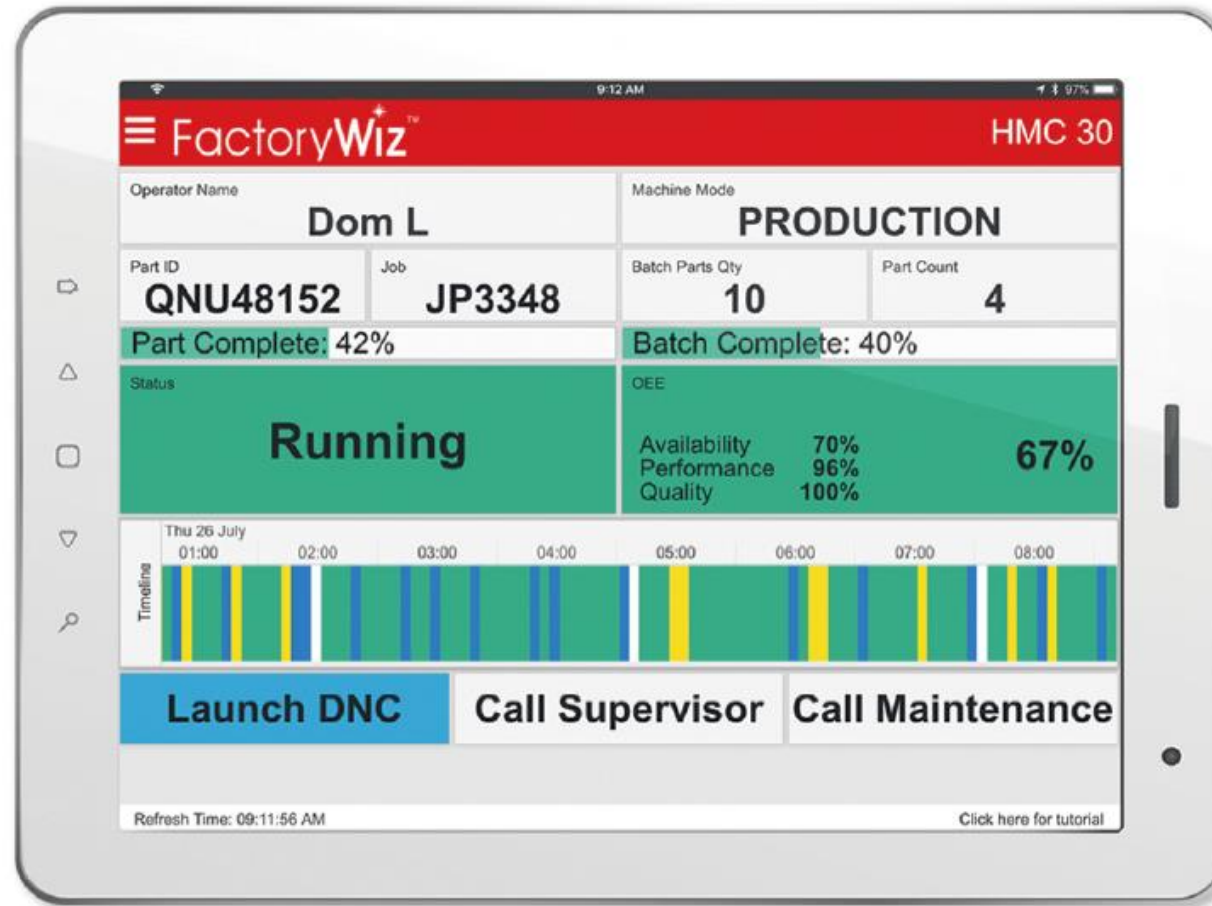 9:12 AM 97%
FactoryWiz™ HMC 30
Operator Name
Dom L
Machine Mode
PRODUCTION
Part ID
QNU48152
Job
JP3348
Batch Parts Qty
10
Part Count
4
Part Complete: 42%
Batch Complete: 40%
Status
Running
OEE
Availability 70%
Performance 96%
Quality 100%
67%
Timeline
Thu 26 July
01:00 02:00 03:00 04:00 05:00 06:00 07:00 08:00
Launch DNC Call Supervisor Call Maintenance
Refresh Time: 09:11:56 AM Click here for tutorial